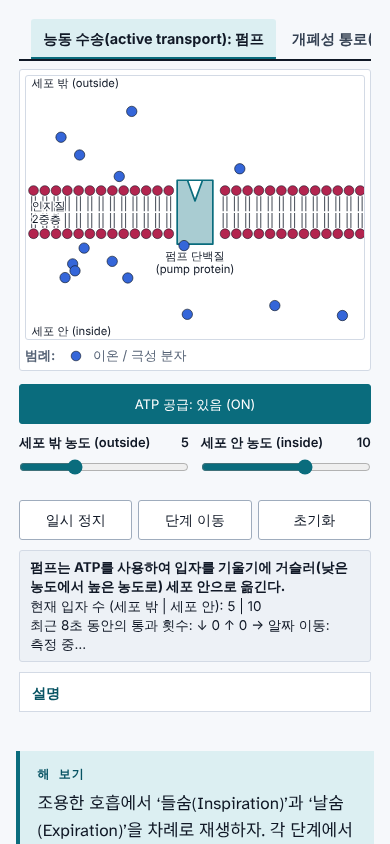 능동 수송(active transport): 펌프
개폐성 통로(
세포 밖 (outside)
인지질
2중층
펌프 단백질
(pump protein)
세포 안 (inside)
범례: 이온 / 극성 분자
ATP 공급: 있음 (ON)
세포 밖 농도 (outside) 5
세포 안 농도 (inside) 10
일시 정지
단계 이동
초기화
펌프는 ATP를 사용하여 입자를 기울기에 거슬러(낮은
농도에서 높은 농도로) 세포 안으로 옮긴다.
현재 입자 수 (세포 밖 | 세포 안): 5 | 10
최근 8초 동안의 통과 횟수: ↓ 0 ↑ 0 → 알짜 이동:
측정 중...
설명
해 보기
조용한 호흡에서 ‘들숨(Inspiration)’과 ‘날숨
(Expiration)’을 차례로 재생하자. 각 단계에서